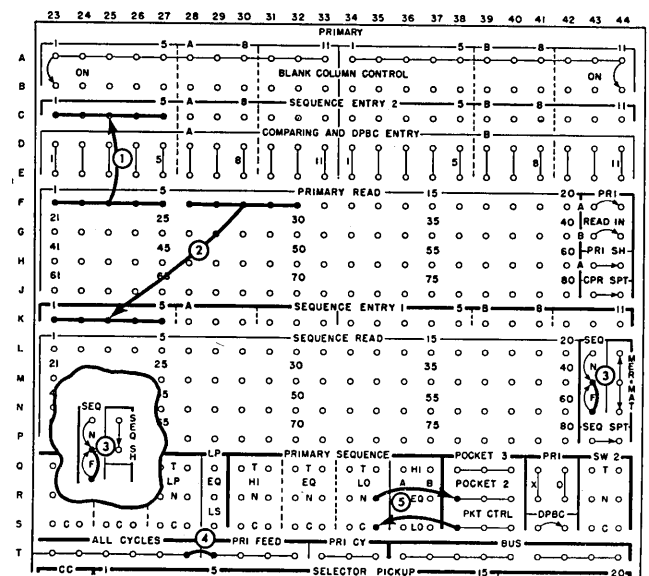 23 24 25 26 27 28 29 30 31 32 33 34 35 36 37 38 39 40 41 42 43 44
PRIMARY
1 5 A 8 11 1 5 B 8 11
A
ON BLANK COLUMN CONTROL ON
B
1 5 A 8 SEQUENCE ENTRY 2 5 B 8 11
C
A COMPARING AND DPBC ENTRY B
D
1 1 5 8 11 1 5 8 11
E
1 5 PRIMARY READ 15 20 PRI
F A
21 25 30 35 40 READ IN
G 2 B
41 45 50 55 60 PRI SH
H A
61 65 70 75 80 CPR SPT
J
1 5 A SEQUENCE ENTRY 1 5 B 8 11
K
1 5 SEQUENCE READ 15 20 SEQ
L
21 25 30 35 40 N 3 MER-MAT
M
30 55 60 F
N SEQ SEQ SH
N 3
70 75 80 SEQ SPT
P SH F
LP PRIMARY SEQUENCE POCKET 3 PRI SW 2
Q T EQ T T T HI T
LP HI EQ LO A B POCKET 2 X O
R N N N N 5 EQ N
LS PKT CTRL DPBC
S C C C C C C C LO C
ALL CYCLES 4 PRI FEED PRI CY BUS
T
CC 1 5 SELECTOR PICKUP 15 20